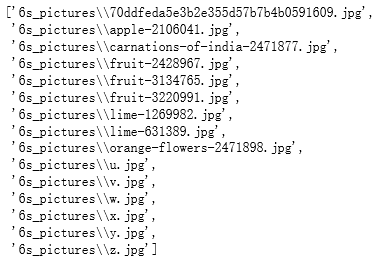 ['6s_pictures\\70ddfeda5e3b2e355d57b7b4b0591609.jpg',
'6s_pictures\\apple-2106041.jpg',
'6s_pictures\\carnations-of-india-2471877.jpg',
'6s_pictures\\fruit-2428967.jpg',
'6s_pictures\\fruit-3134765.jpg',
'6s_pictures\\fruit-3220991.jpg',
'6s_pictures\\lime-1269982.jpg',
'6s_pictures\\lime-631389.jpg',
'6s_pictures\\orange-flowers-2471898.jpg',
'6s_pictures\\u.jpg',
'6s_pictures\\v.jpg',
'6s_pictures\\w.jpg',
'6s_pictures\\x.jpg',
'6s_pictures\\y.jpg',
'6s_pictures\\z.jpg']